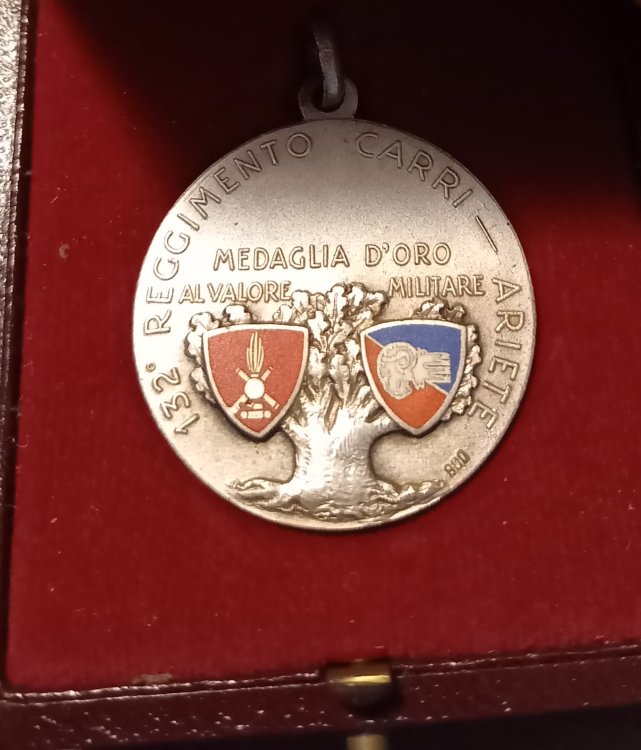 132° REGGIMENTO CARRI – ARIETE
MEDAGLIA D'ORO
AL VALORE MILITARE
800